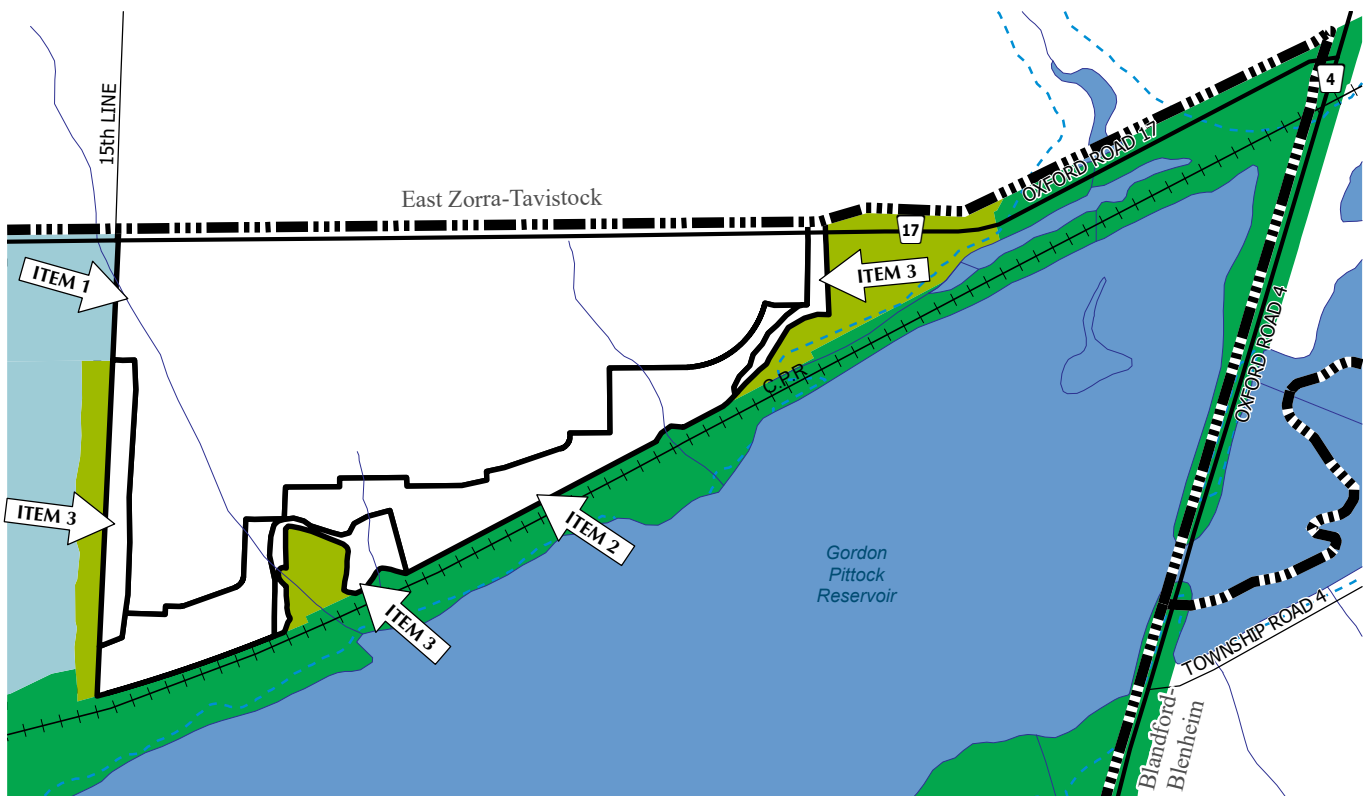 15th LINE
East Zorra-Tavistock
OXFORD ROAD 17
4
17
ITEM 1
ITEM 3
C.P.R
OXFORD ROAD 4
ITEM 3
ITEM 2
ITEM 3
Gordon
Pittock
Reservoir
TOWNSHIP ROAD 4
Blandford-
Blenheim